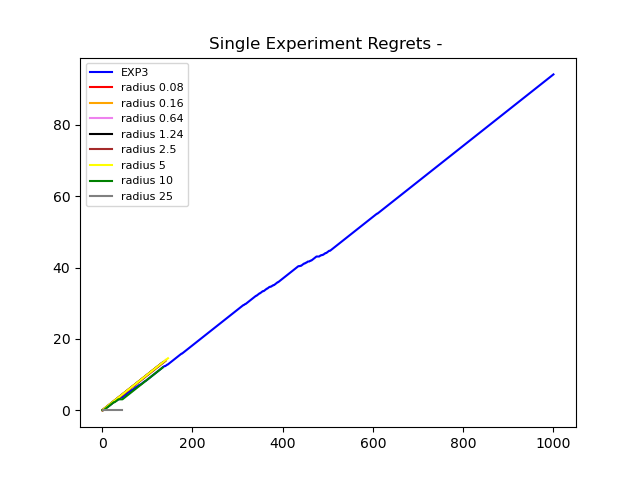 Single Experiment Regrets -
EXP3
radius 0.08
radius 0.16
radius 0.64
radius 1.24
radius 2.5
radius 5
radius 10
radius 25
80
60
40
20
0
0 200 400 600 800 1000